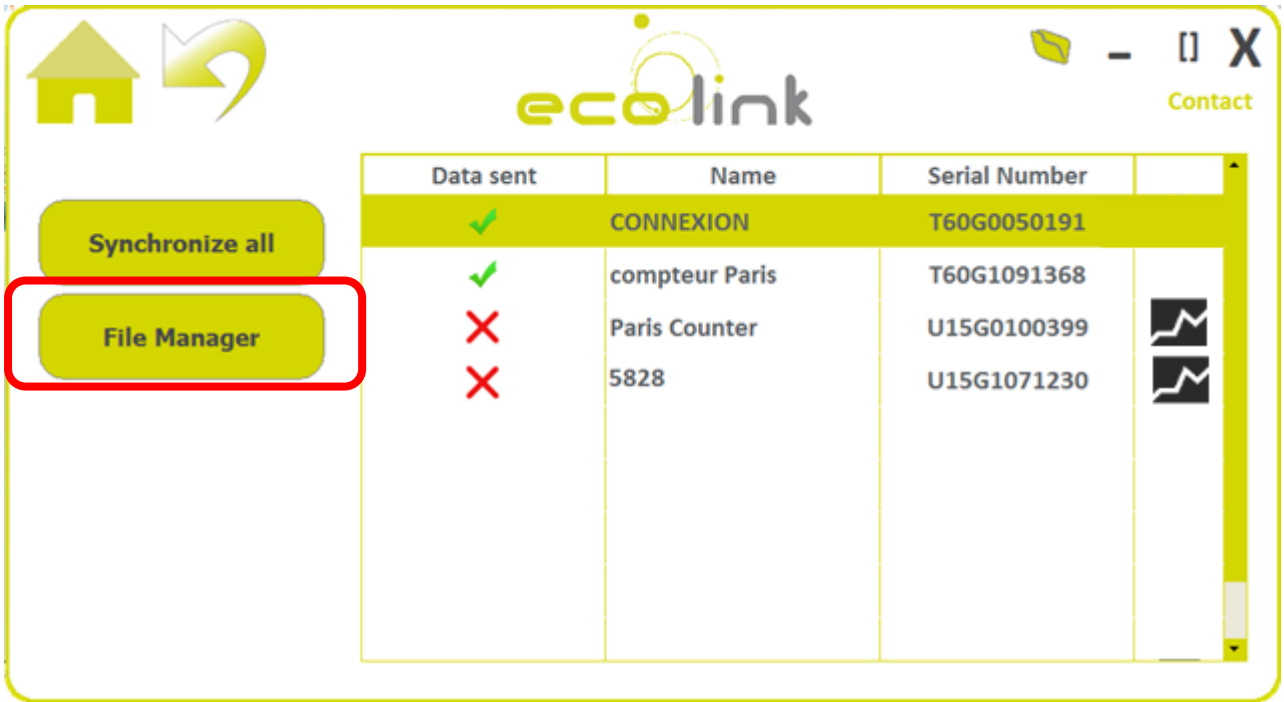 ecolink
_ [] X
Contact
Data sent Name Serial Number
Synchronize all
CONNEXION T60G0050191
compteur Paris T60G1091368
File Manager
Paris Counter U15G0100399
5828 U15G1071230